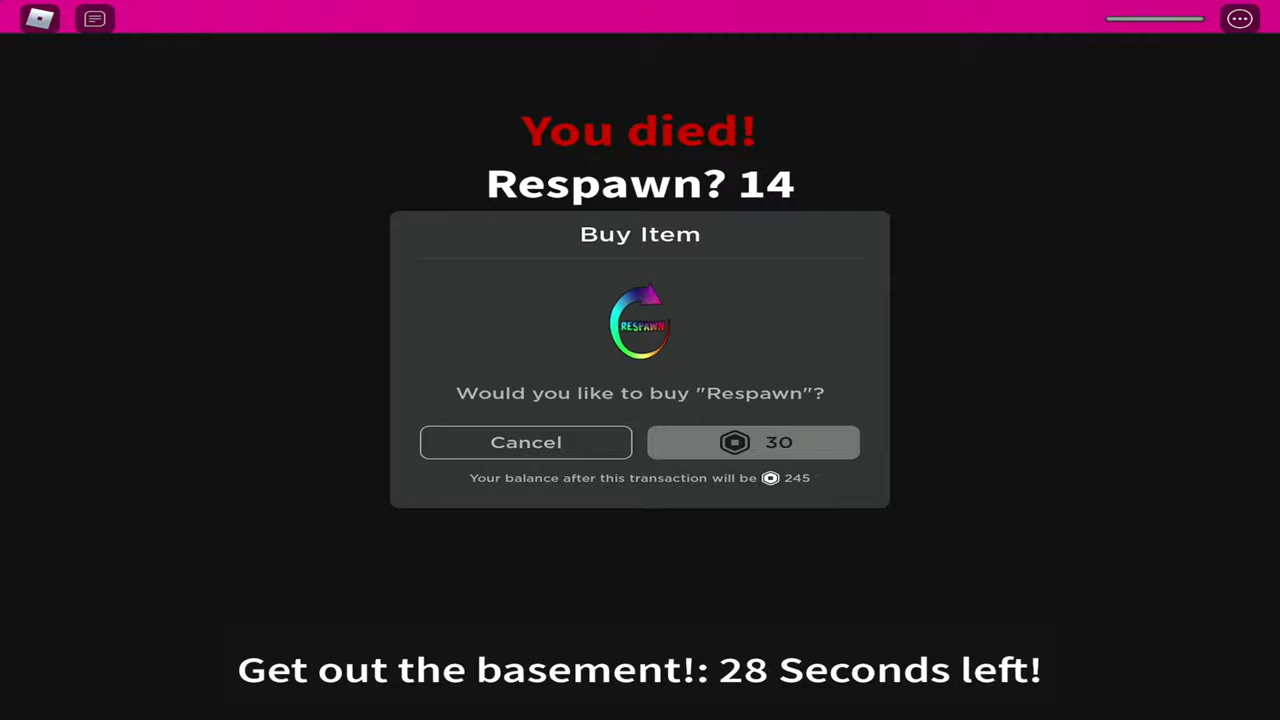 You died!
Respawn? 14
Buy Item
RESPAWN
Would you like to buy "Respawn"?
Cancel
30
Your balance after this transaction will be 245
Get out the basement!: 28 Seconds left!